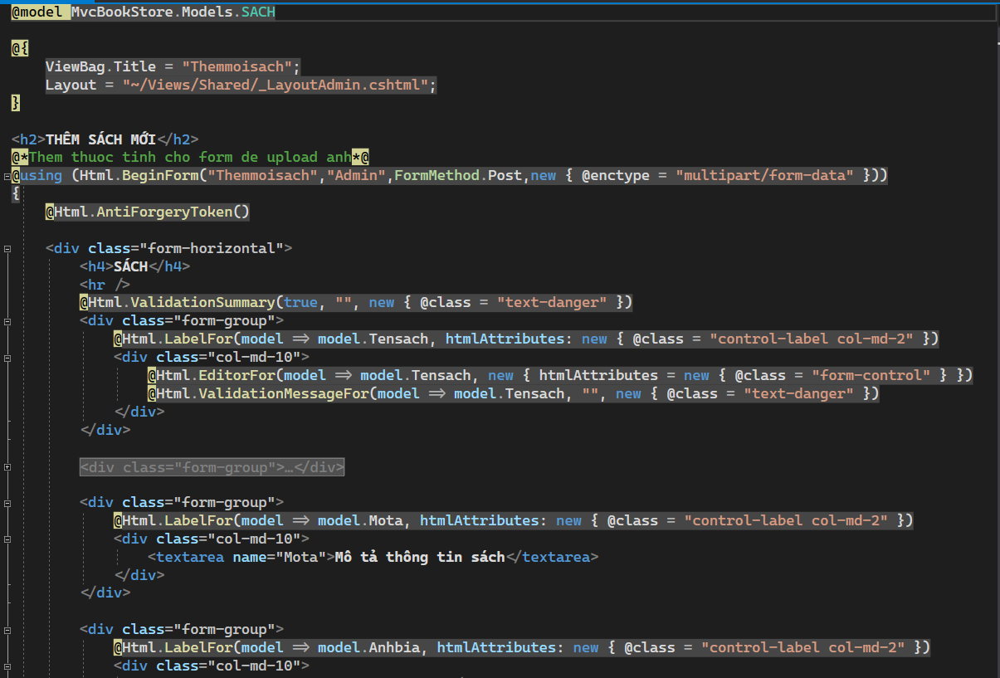 @model MvcBookStore.Models.SACH
@{
ViewBag.Title = "Themmoisach";
Layout = "~/Views/Shared/_LayoutAdmin.cshtml";
}
<h2>THÊM SÁCH MỚI</h2>
@*Them thuoc tinh cho form de upload anh*@
@using (Html.BeginForm("Themmoisach","Admin",FormMethod.Post,new { @enctype = "multipart/form-data" }))
{
@Html.AntiForgeryToken()
<div class="form-horizontal">
<h4>SÁCH</h4>
<hr />
@Html.ValidationSummary(true, "", new { @class = "text-danger" })
<div class="form-group">
@Html.LabelFor(model => model.Tensach, htmlAttributes: new { @class = "control-label col-md-2" })
<div class="col-md-10">
@Html.EditorFor(model => model.Tensach, new { htmlAttributes = new { @class = "form-control" } })
@Html.ValidationMessageFor(model => model.Tensach, "", new { @class = "text-danger" })
</div>
</div>
<div class="form-group">…</div>
<div class="form-group">
@Html.LabelFor(model => model.Mota, htmlAttributes: new { @class = "control-label col-md-2" })
<div class="col-md-10">
<textarea name="Mota">Mô tả thông tin sách</textarea>
</div>
</div>
<div class="form-group">
@Html.LabelFor(model => model.Anhbia, htmlAttributes: new { @class = "control-label col-md-2" })
<div class="col-md-10">